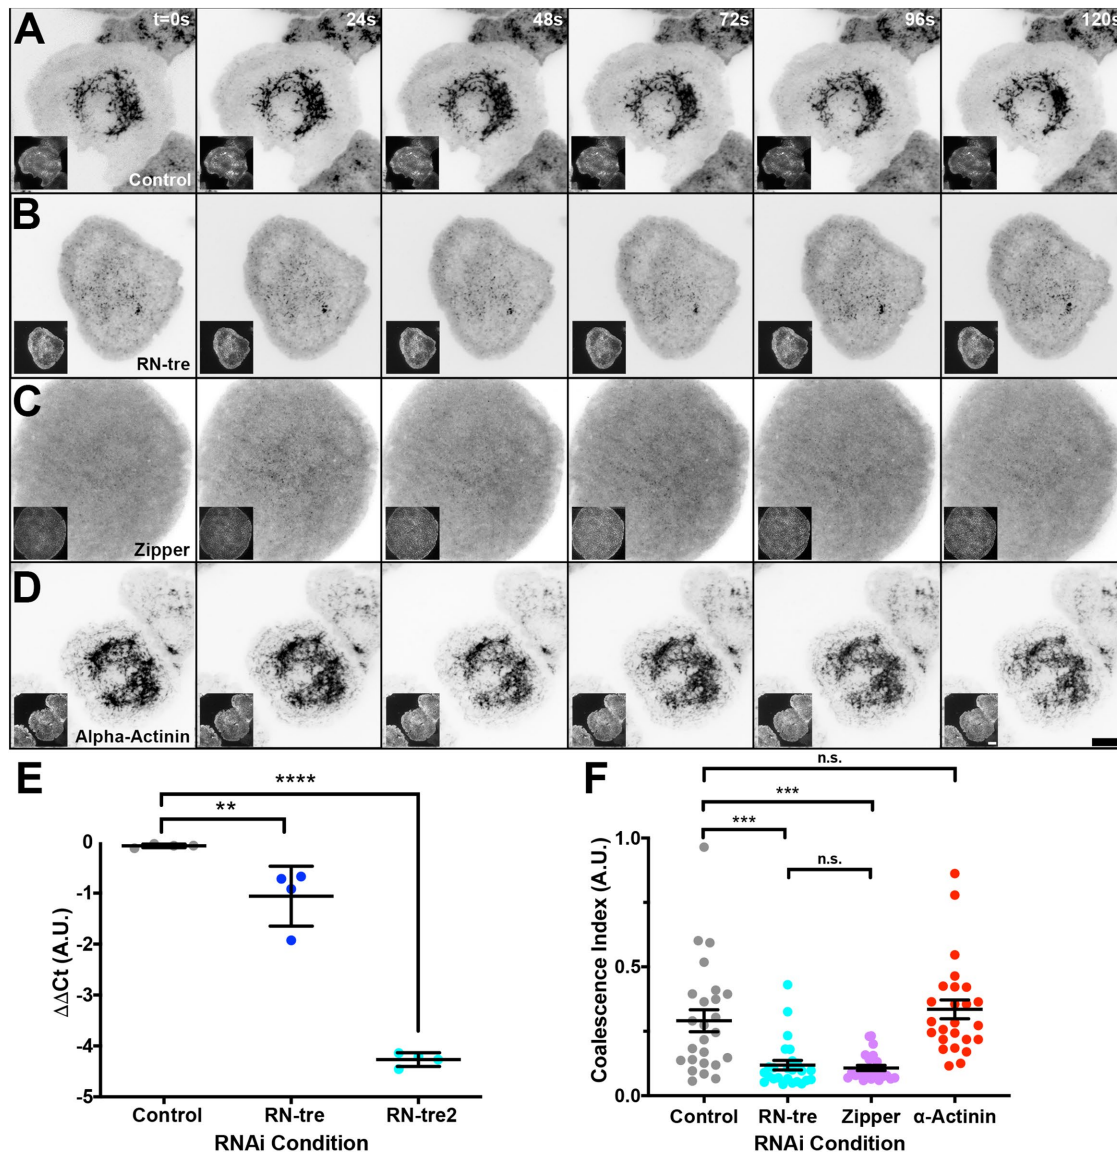 A
t=0s 24s 48s 72s 96s 120s
Control
B
RN-tre
C
Zipper
D
Alpha-Actinin
E
****
**
0
-1
-2
-3
-4
-5
ΔΔCt (A.U.)
Control RN-tre RN-tre2
RNAi Condition
F
n.s.
***
***
n.s.
1.0
0.5
0.0
Coalescence Index (A.U.)
Control RN-tre Zipper α-Actinin
RNAi Condition